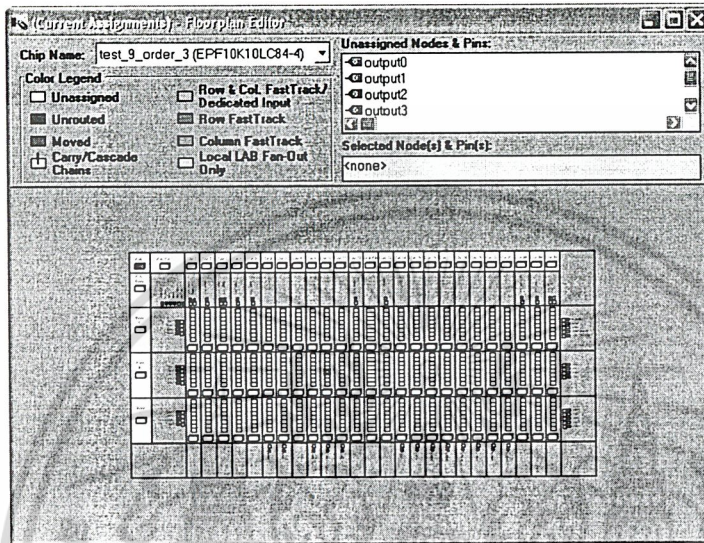 (Current Assignments) - Floorplan Editor
Chip Name: test_9_order_3 (EPF10K10LC84-4)
Color Legend
Unassigned
Unrouted
Moved
Carry/Cascade
Chains
Row & Col. FastTrack/
Dedicated Input
Row FastTrack
Column FastTrack
Local LAB Fan-Out
Only
Unassigned Nodes & Pins:
output0
output1
output2
output3
Selected Node(s) & Pin(s):
<none>